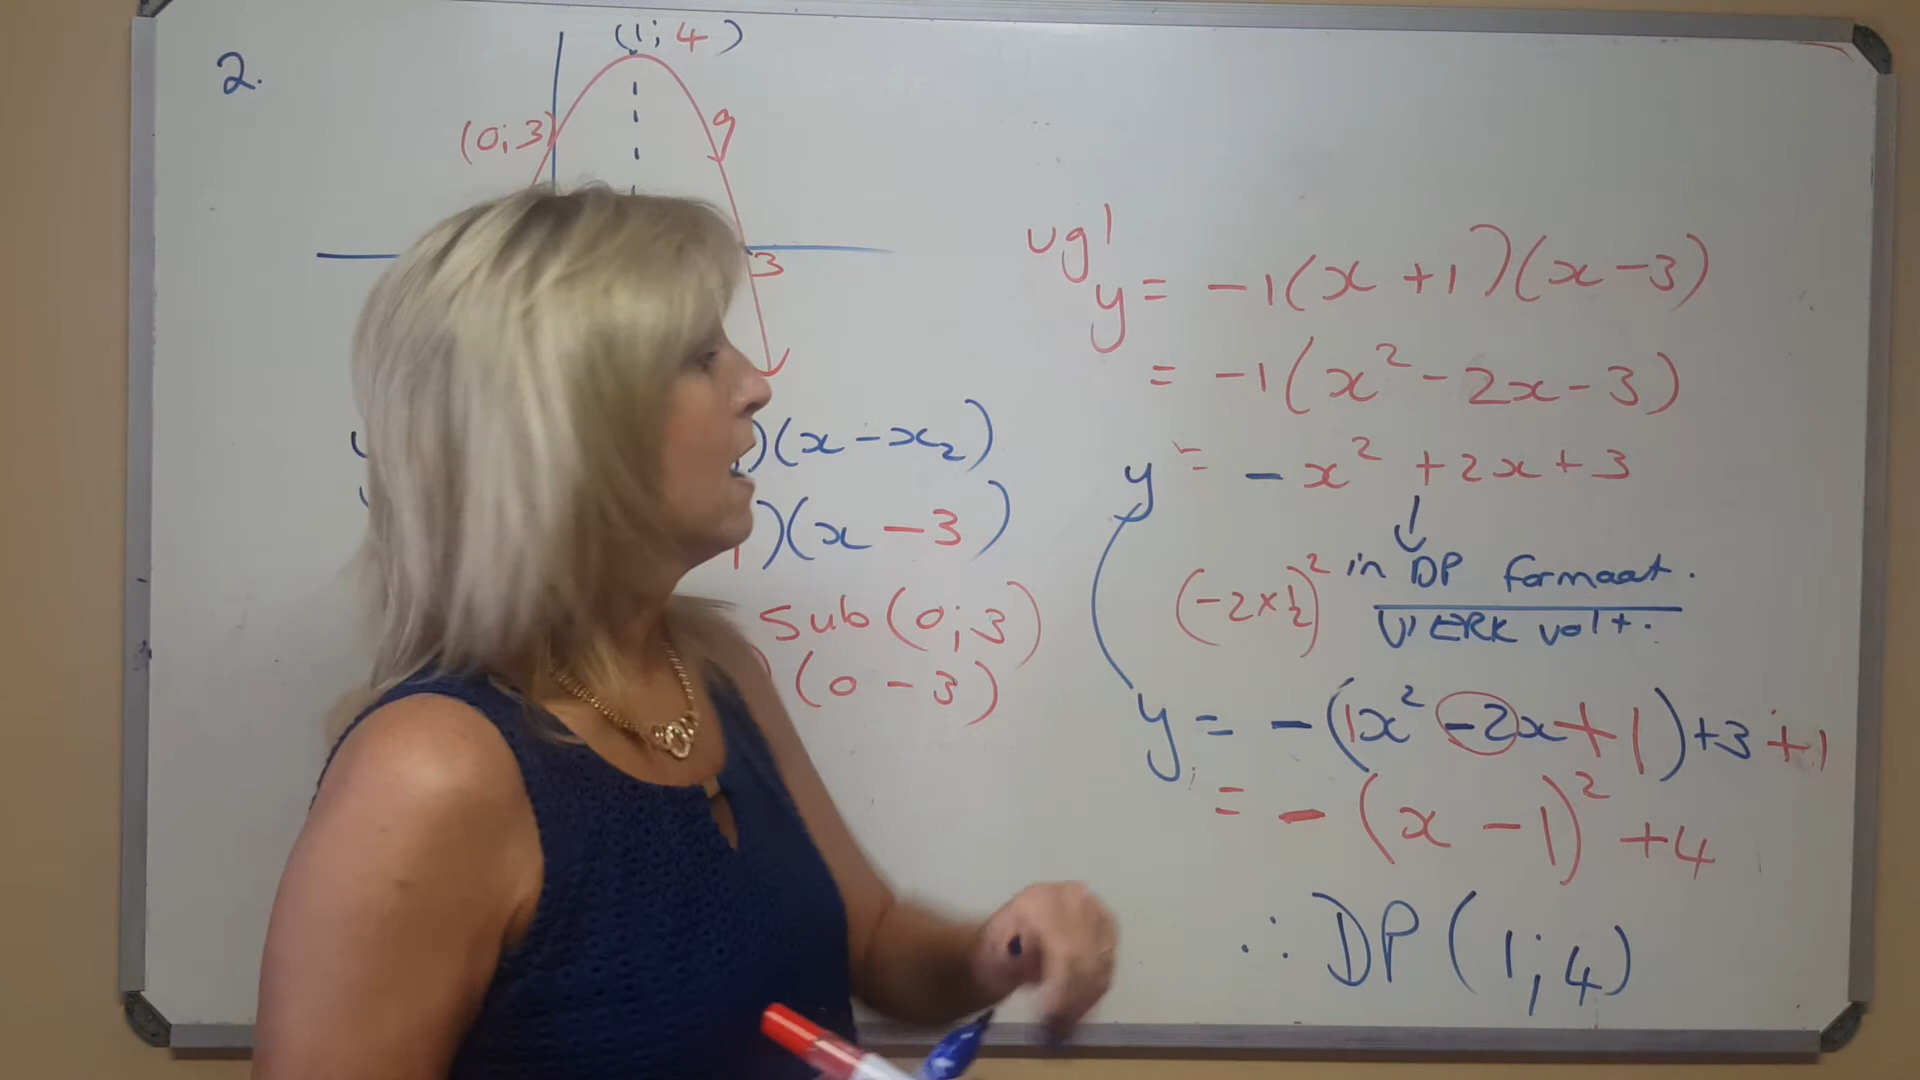 2.
(1; 4)
(0; 3)
g
3
)(x - x₂)
)(x - 3)
sub (0; 3)
(0 - 3)
vgl
y = -1(x + 1)(x - 3)
= -1(x² - 2x - 3)
y = -x² + 2x + 3
in DP formaat.
(-2 × ½)²
WERK volt.
y = -(1x² - 2x + 1) + 3 + 1
= -(x - 1)² + 4
∴ DP (1; 4)